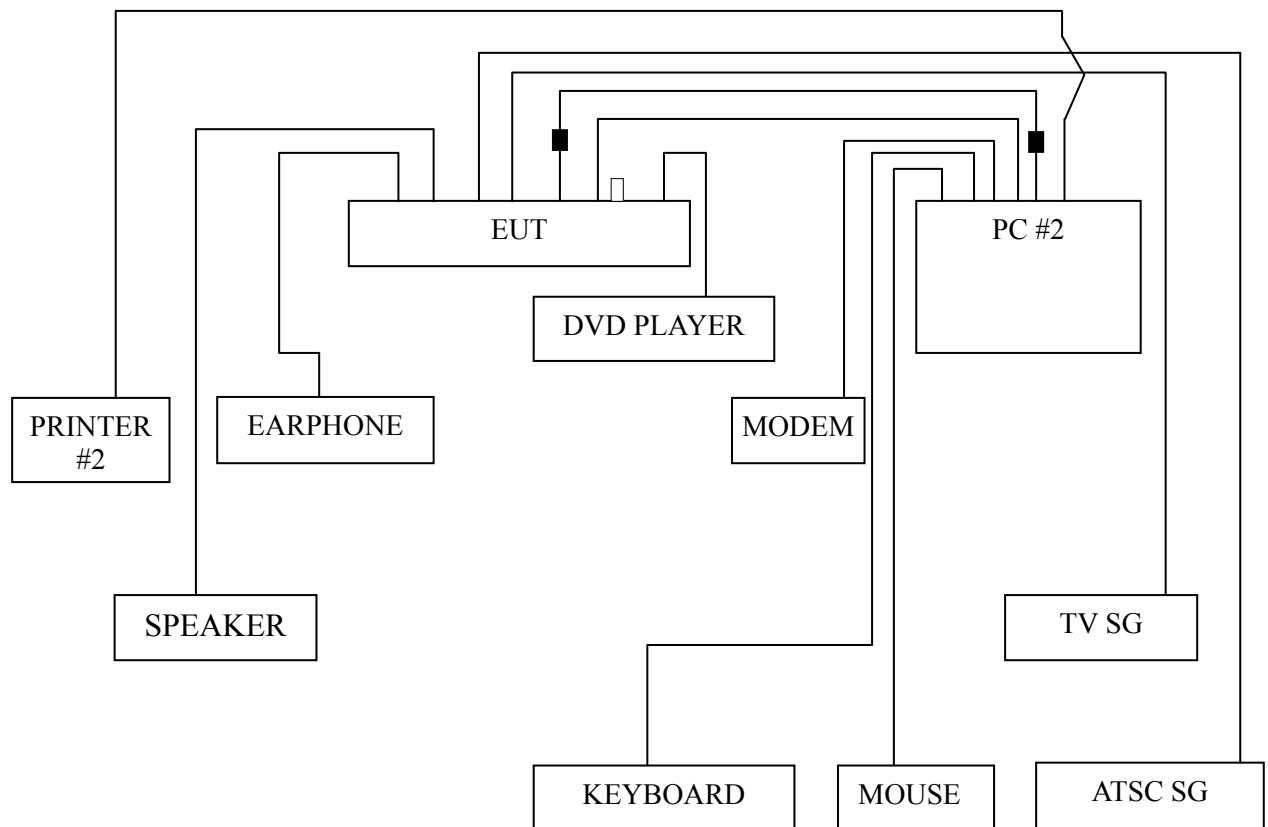 EUT
PC #2
DVD PLAYER
PRINTER
#2
EARPHONE
MODEM
SPEAKER
TV SG
KEYBOARD
MOUSE
ATSC SG